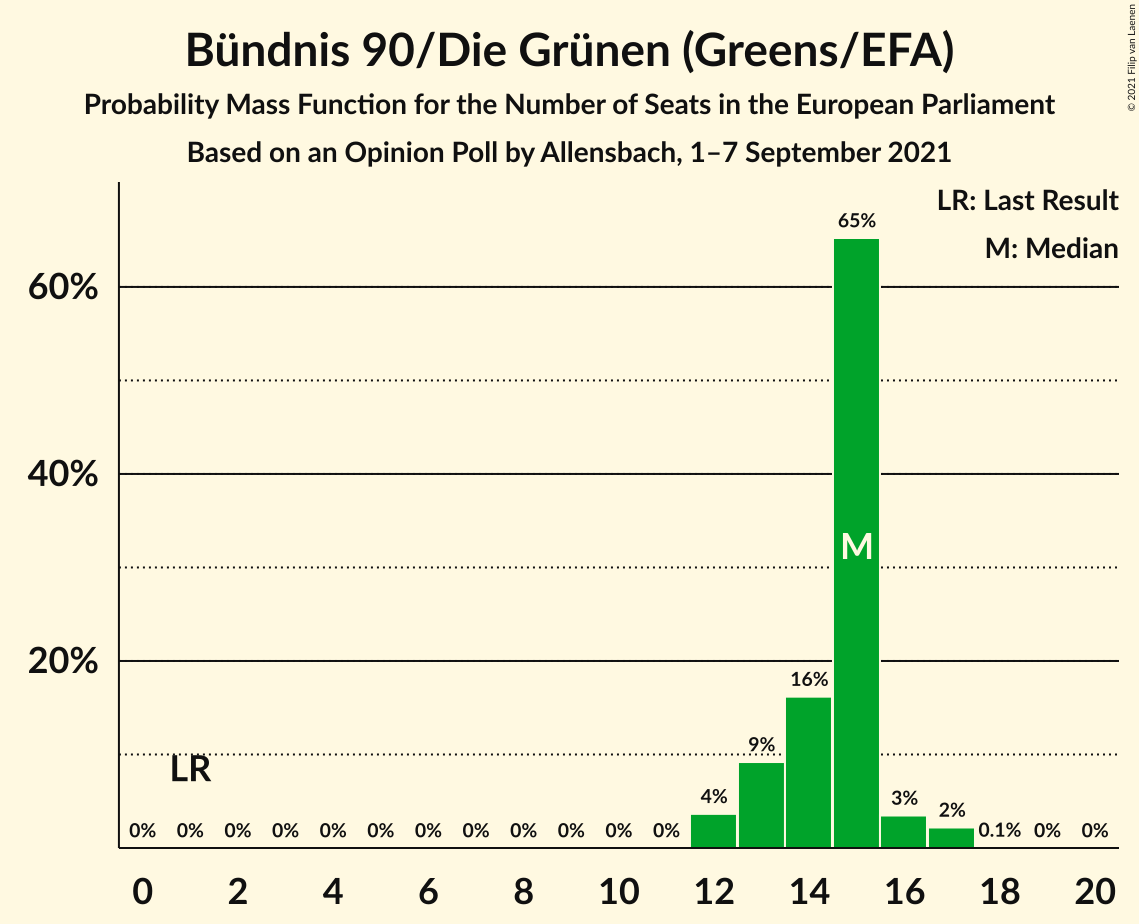 Bündnis 90/Die Grünen (Greens/EFA)
Probability Mass Function for the Number of Seats in the European Parliament
Based on an Opinion Poll by Allensbach, 1–7 September 2021
© 2021 Filip van Laenen
LR: Last Result
M: Median
65%
60%
40%
M
20%
16%
9%
LR
4%
3%
2%
0% 0% 0% 0% 0% 0% 0% 0% 0% 0% 0% 0% 0.1% 0% 0%
0 2 4 6 8 10 12 14 16 18 20